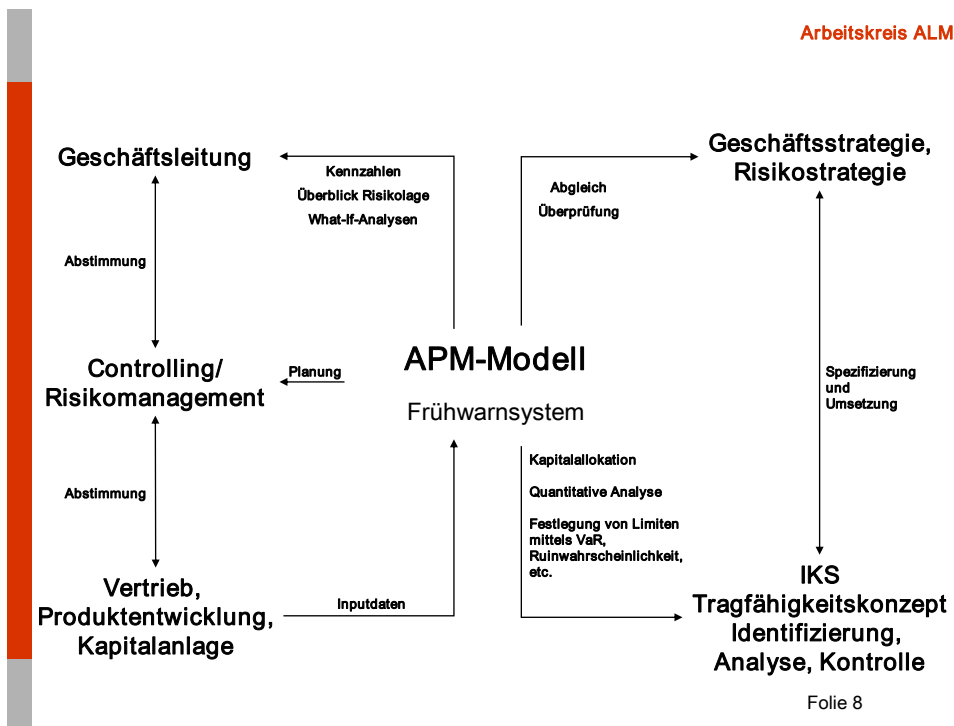 Arbeitskreis ALM
Geschäftsleitung
Kennzahlen
Überblick Risikolage
What-If-Analysen
Abgleich
Überprüfung
Geschäftsstrategie,
Risikostrategie
Abstimmung
Controlling/
Risikomanagement
Planung
APM-Modell
Frühwarnsystem
Spezifizierung
und
Umsetzung
Abstimmung
Kapitalallokation
Quantitative Analyse
Festlegung von Limiten
mittels VaR,
Ruinwahrscheinlichkeit,
etc.
Vertrieb,
Produktentwicklung,
Kapitalanlage
Inputdaten
IKS
Tragfähigkeitskonzept
Identifizierung,
Analyse, Kontrolle
Folie 8